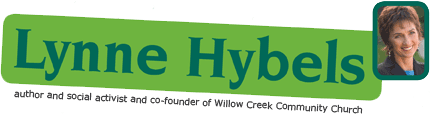 Lynne Hybels
author and social activist and co-founder of Willow Creek Community Church